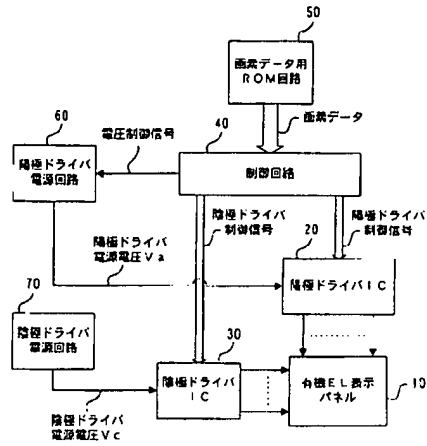 50
画素データ用
ROM回路
画素データ
60
電圧制御信号
40
陽極ドライバ
電源回路
制御回路
陰極ドライバ
制御信号
陽極ドライバ
制御信号
20
陽極ドライバ
電源電圧Va
陽極ドライバIC
70
陰極ドライバ
電源回路
30
陰極ドライバ
IC
有機EL表示
パネル
10
陰極ドライバ
電源電圧Vc